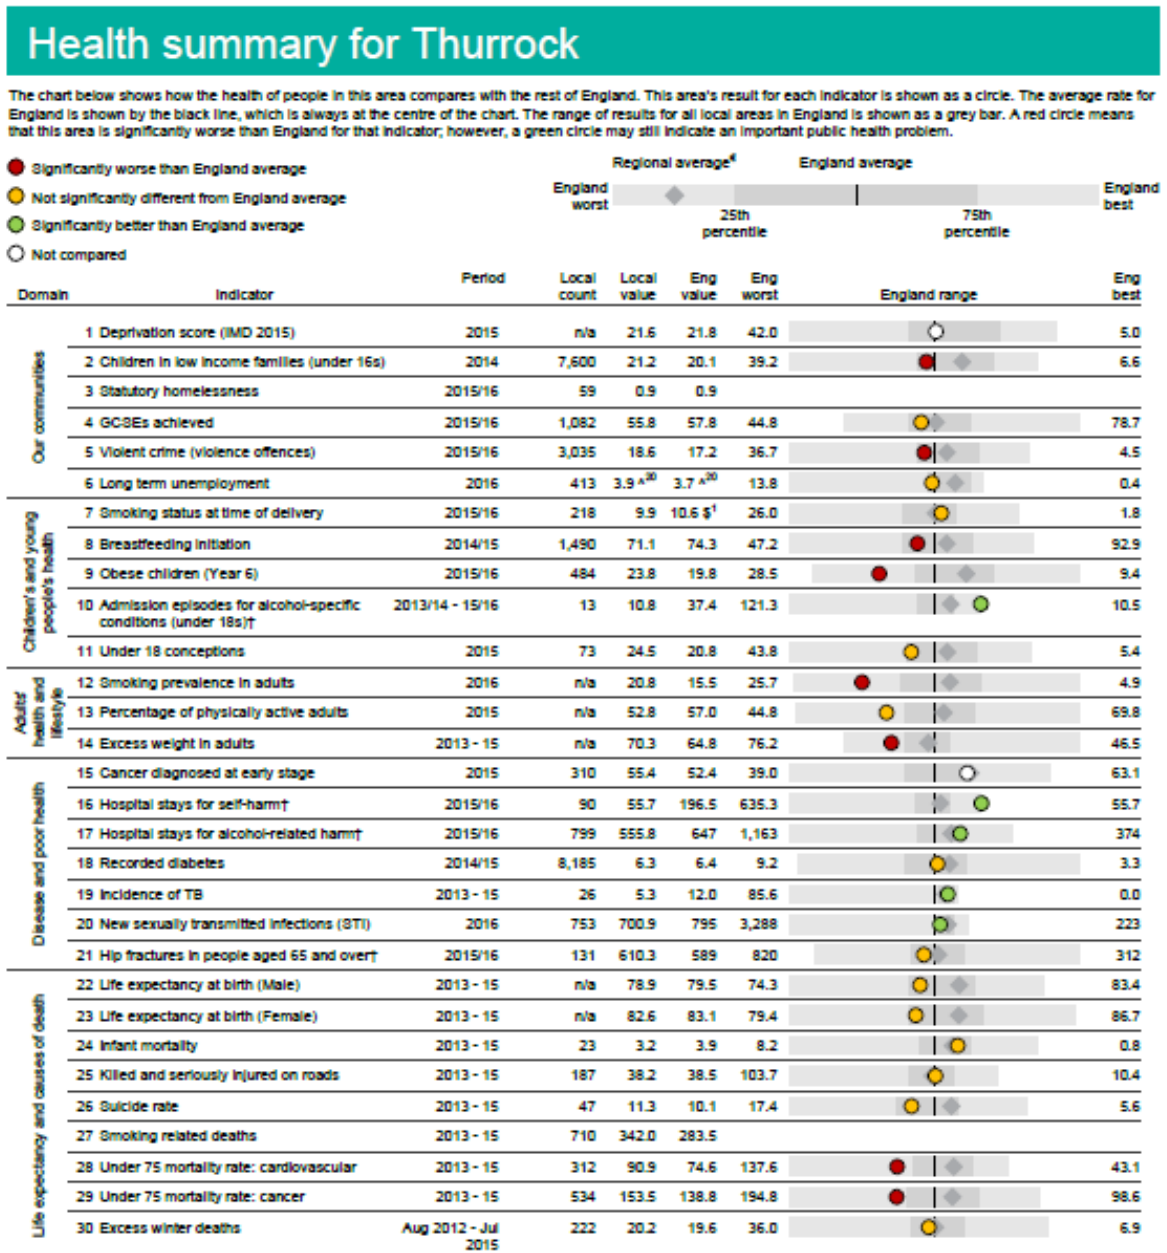 Health summary for Thurrock
The chart below shows how the health of people in this area compares with the rest of England. This area's result for each indicator is shown as a circle. The average rate for
England is shown by the black line, which is always at the centre of the chart. The range of results for all local areas in England is shown as a grey bar. A red circle means
that this area is significantly worse than England for that indicator; however, a green circle may still indicate an important public health problem.
Significantly worse than England average
Not significantly different from England average
Significantly better than England average
Not compared
Regional average€ England average
England worst England best
25th percentile 75th percentile
Domain Indicator Period Local count Local value Eng value Eng worst England range Eng best
Our communities
1 Deprivation score (IMD 2015) 2015 n/a 21.6 21.8 42.0 5.0
2 Children in low income families (under 16s) 2014 7,600 21.2 20.1 39.2 6.6
3 Statutory homelessness 2015/16 59 0.9 0.9
4 GCSEs achieved 2015/16 1,082 55.8 57.8 44.8 78.7
5 Violent crime (violence offences) 2015/16 3,035 18.6 17.2 36.7 4.5
6 Long term unemployment 2016 413 3.9 ^20 3.7 ^20 13.8 0.4
Children's and young people's health
7 Smoking status at time of delivery 2015/16 218 9.9 10.6 $1 26.0 1.8
8 Breastfeeding initiation 2014/15 1,490 71.1 74.3 47.2 92.9
9 Obese children (Year 6) 2015/16 484 23.8 19.8 28.5 9.4
10 Admission episodes for alcohol-specific 2013/14 - 15/16 13 10.8 37.4 121.3 10.5
conditions (under 18s)†
11 Under 18 conceptions 2015 73 24.5 20.8 43.8 5.4
Adults' health and lifestyle
12 Smoking prevalence in adults 2016 n/a 20.8 15.5 25.7 4.9
13 Percentage of physically active adults 2015 n/a 52.8 57.0 44.8 69.8
14 Excess weight in adults 2013 - 15 n/a 70.3 64.8 76.2 46.5
Disease and poor health
15 Cancer diagnosed at early stage 2015 310 55.4 52.4 39.0 63.1
16 Hospital stays for self-harm† 2015/16 90 55.7 196.5 635.3 55.7
17 Hospital stays for alcohol-related harm† 2015/16 799 555.8 647 1,163 374
18 Recorded diabetes 2014/15 8,185 6.3 6.4 9.2 3.3
19 Incidence of TB 2013 - 15 26 5.3 12.0 85.6 0.0
20 New sexually transmitted infections (STI) 2016 753 700.9 795 3,288 223
21 Hip fractures in people aged 65 and over† 2015/16 131 610.3 589 820 312
Life expectancy and causes of death
22 Life expectancy at birth (Male) 2013 - 15 n/a 78.9 79.5 74.3 83.4
23 Life expectancy at birth (Female) 2013 - 15 n/a 82.6 83.1 79.4 86.7
24 Infant mortality 2013 - 15 23 3.2 3.9 8.2 0.8
25 Killed and seriously injured on roads 2013 - 15 187 38.2 38.5 103.7 10.4
26 Suicide rate 2013 - 15 47 11.3 10.1 17.4 5.6
27 Smoking related deaths 2013 - 15 710 342.0 283.5
28 Under 75 mortality rate: cardiovascular 2013 - 15 312 90.9 74.6 137.6 43.1
29 Under 75 mortality rate: cancer 2013 - 15 534 153.5 138.8 194.8 98.6
30 Excess winter deaths Aug 2012 - Jul 222 20.2 19.6 36.0 6.9
2015